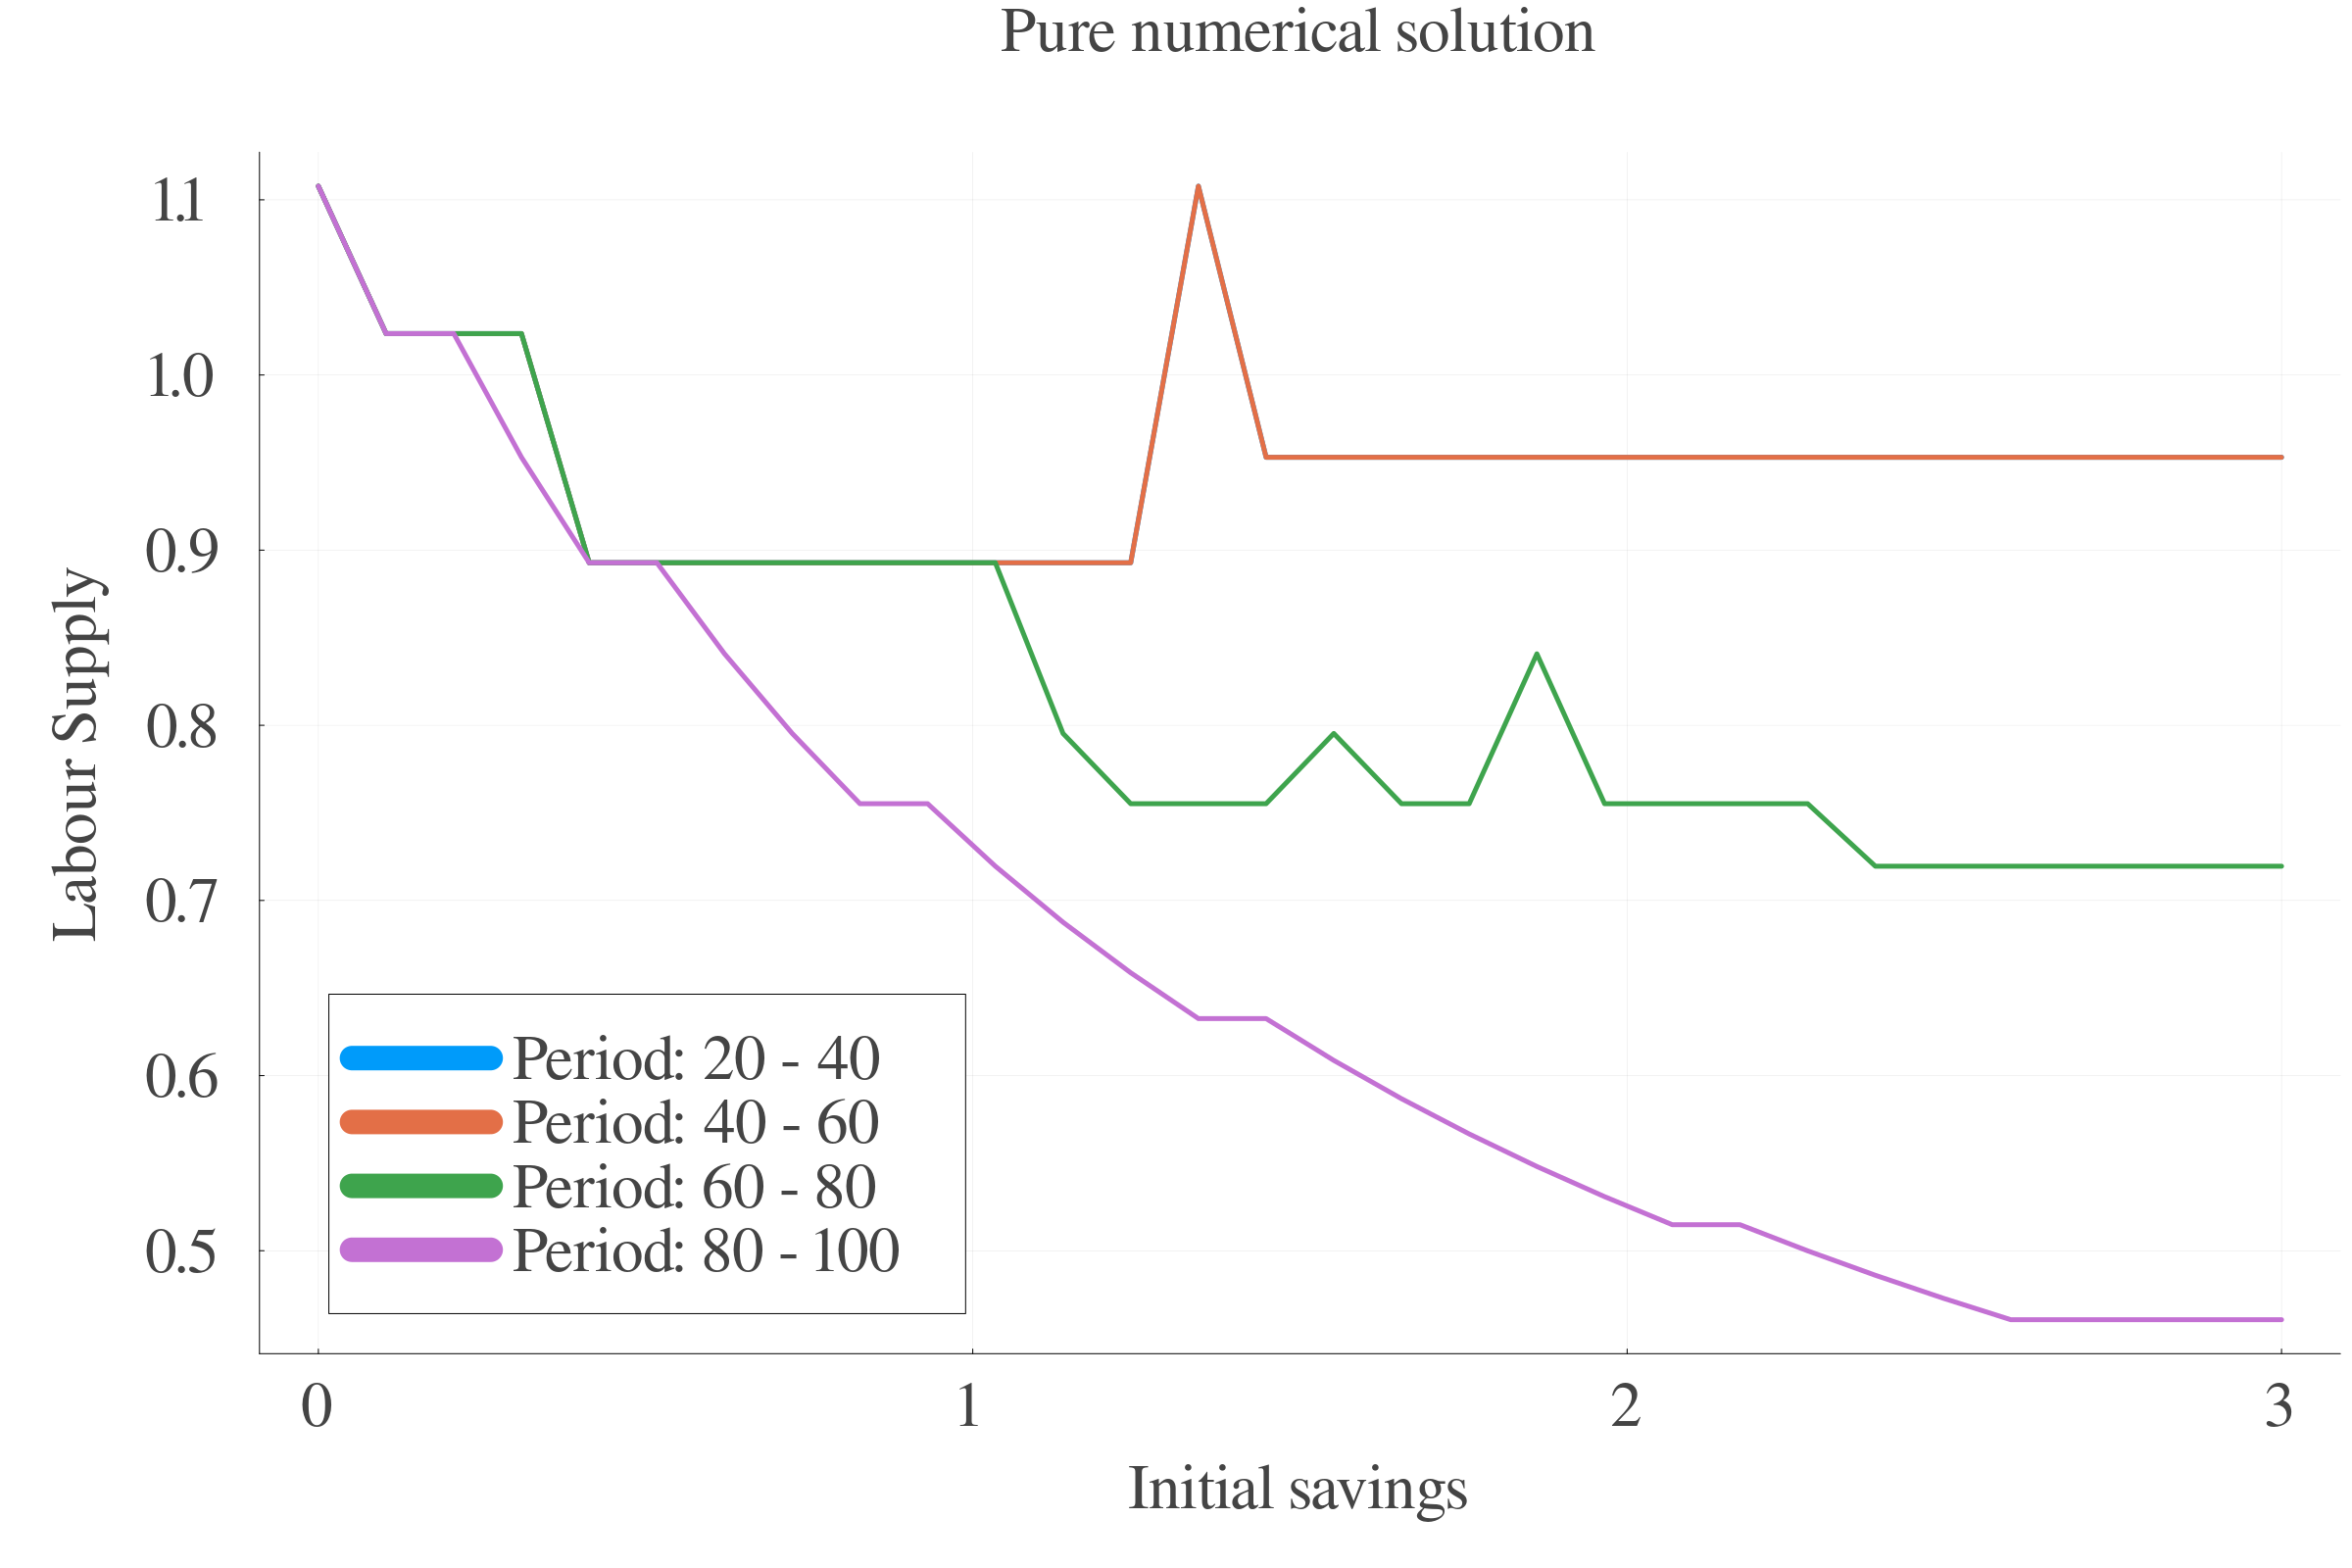 Pure numerical solution
1.1
1.0
0.9
0.8
0.7
0.6
0.5
Labour Supply
Period: 20 - 40
Period: 40 - 60
Period: 60 - 80
Period: 80 - 100
0 1 2 3
Initial savings